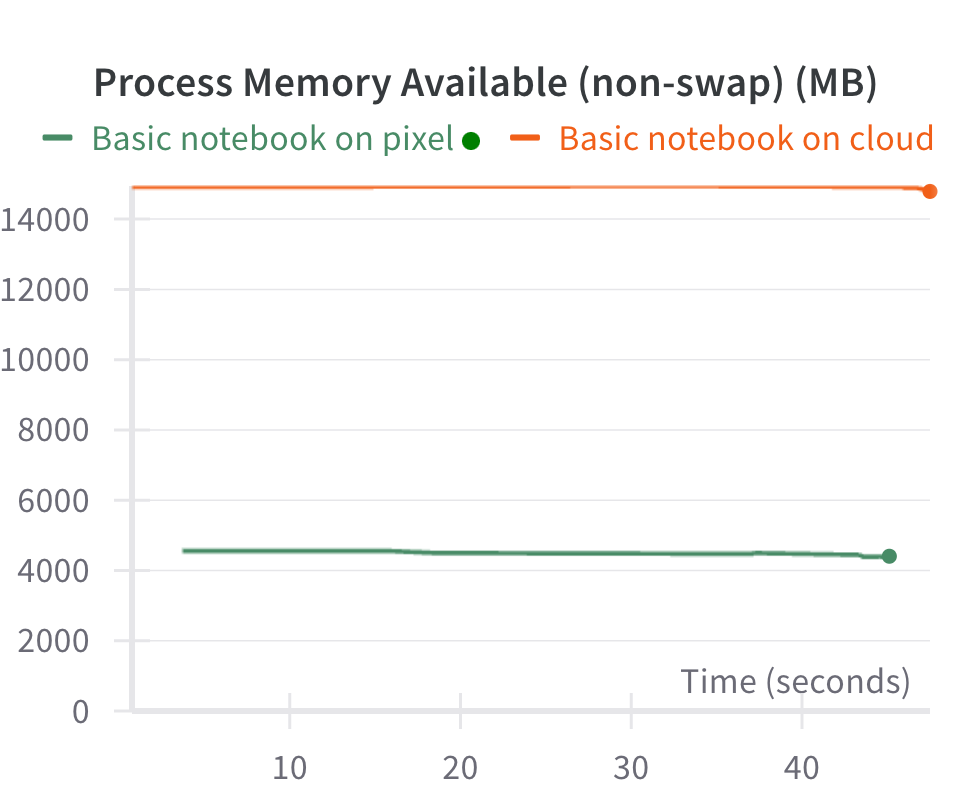 Process Memory Available (non-swap) (MB)
Basic notebook on pixel Basic notebook on cloud
14000
12000
10000
8000
6000
4000
2000
Time (seconds)
0
10 20 30 40